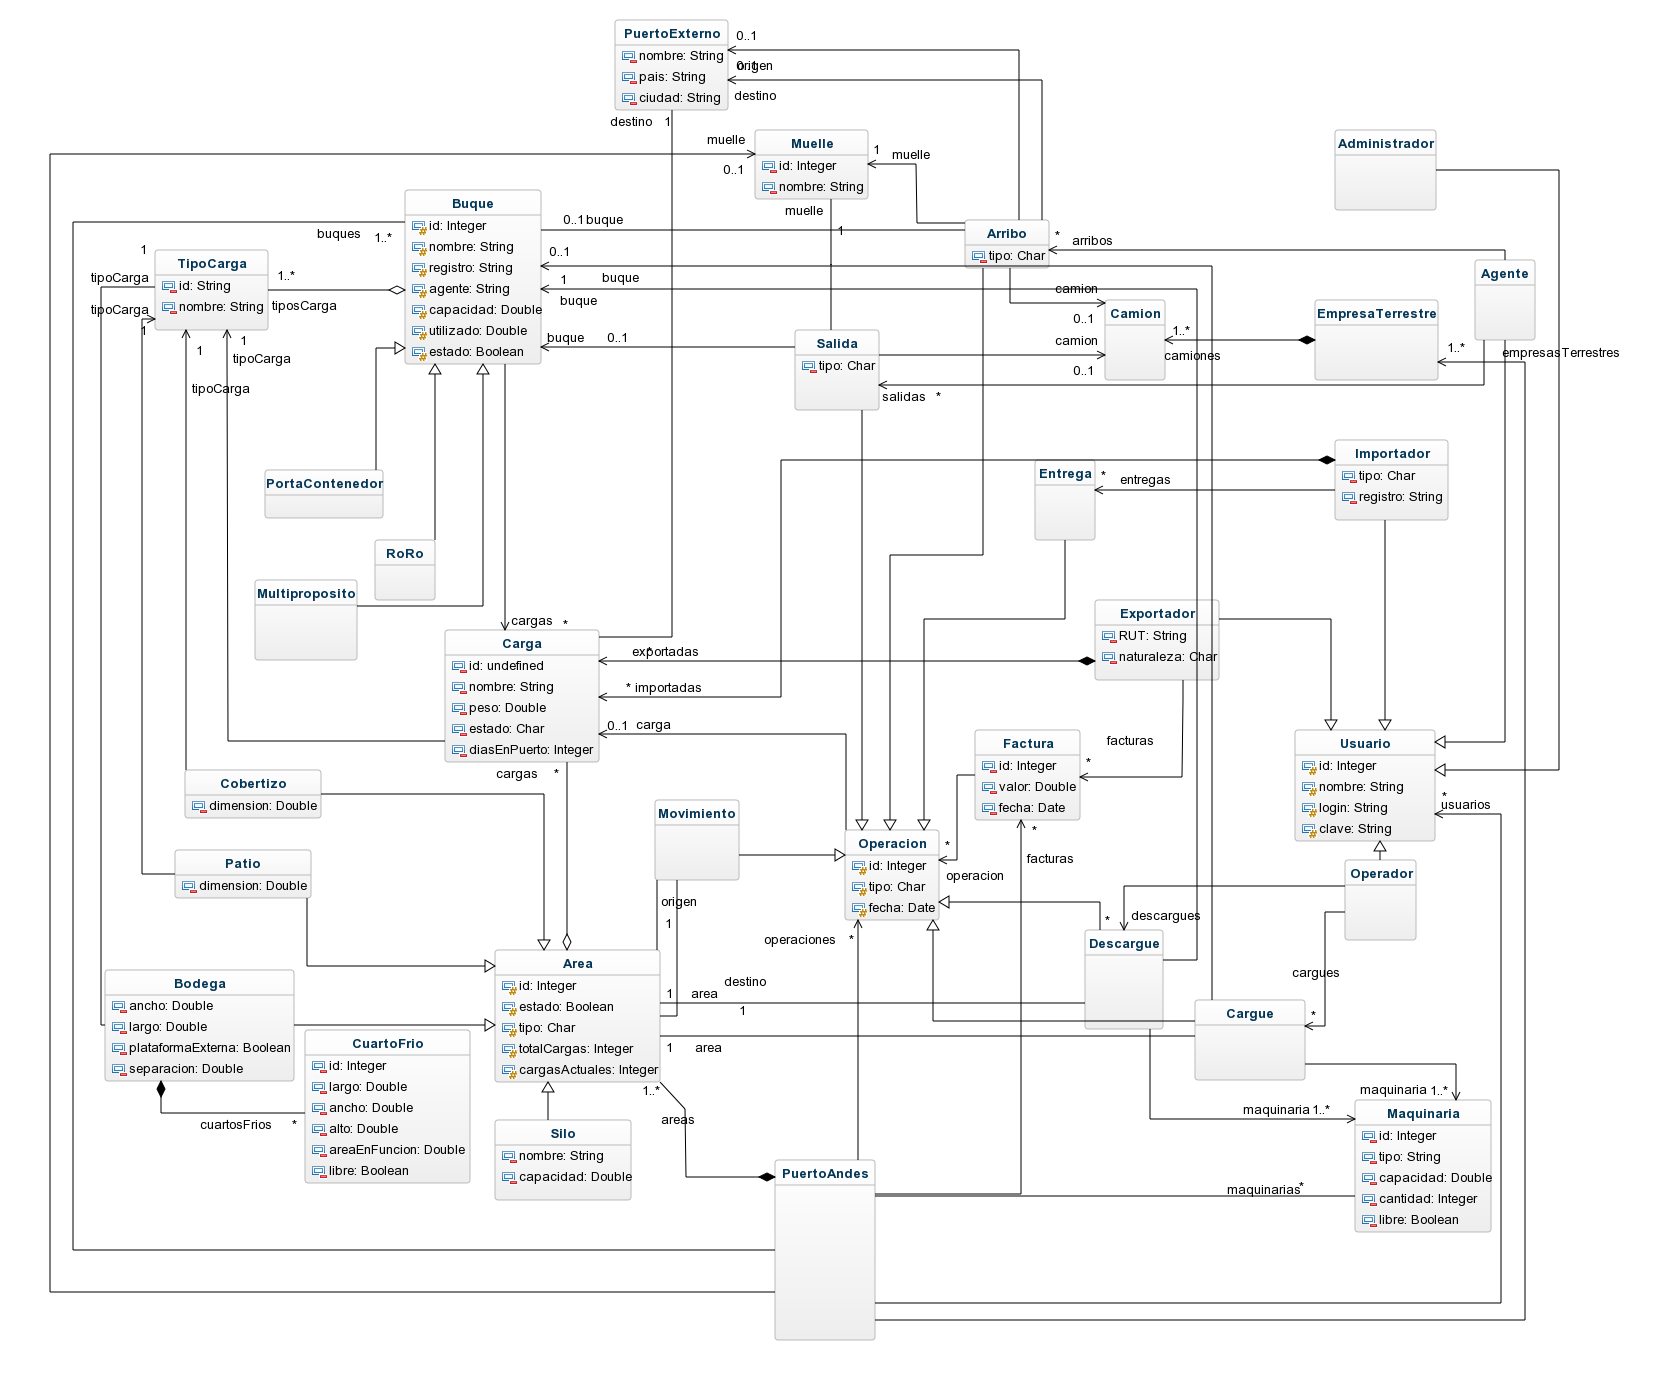 PuertoExterno
nombre: String
pais: String
ciudad: String
0..1
origen
0..1
destino
destino
1
muelle
0..1
Muelle
id: Integer
nombre: String
1
muelle
muelle
1
Administrador
Buque
id: Integer
nombre: String
registro: String
agente: String
capacidad: Double
utilizado: Double
estado: Boolean
buques
1..*
0..1
buque
0..1
buque
1
buque
buque
0..1
Arribo
tipo: Char
*
arribos
Agente
1
tipoCarga
tipoCarga
1
TipoCarga
id: String
nombre: String
1..*
tiposCarga
1
tipoCarga
1
tipoCarga
camion
0..1
Camion
1..*
camiones
EmpresaTerrestre
1..*
empresasTerrestres
Salida
tipo: Char
camion
0..1
salidas
*
PortaContenedor
RoRo
Multiproposito
Entrega
*
entregas
Importador
tipo: Char
registro: String
cargas
*
Carga
id: undefined
nombre: String
peso: Double
estado: Char
diasEnPuerto: Integer
exportadas
*
* importadas
0..1
carga
Exportador
RUT: String
naturaleza: Char
Factura
id: Integer
valor: Double
fecha: Date
facturas
*
Usuario
id: Integer
nombre: String
login: String
clave: String
*
usuarios
cargas
*
Cobertizo
dimension: Double
Movimiento
Operacion
id: Integer
tipo: Char
fecha: Date
*
operacion
*
facturas
Patio
dimension: Double
Operador
origen
1
operaciones
*
*
descargues
Descargue
Area
id: Integer
estado: Boolean
tipo: Char
totalCargas: Integer
cargasActuales: Integer
destino
1
1
area
1
area
cargues
*
Cargue
Bodega
ancho: Double
largo: Double
plataformaExterna: Boolean
separacion: Double
CuartoFrio
id: Integer
largo: Double
ancho: Double
alto: Double
areaEnFuncion: Double
libre: Boolean
cuartosFrios
*
1..*
areas
Silo
nombre: String
capacidad: Double
maquinaria
1..*
maquinaria
1..*
Maquinaria
id: Integer
tipo: String
capacidad: Double
cantidad: Integer
libre: Boolean
PuertoAndes
maquinarias
*